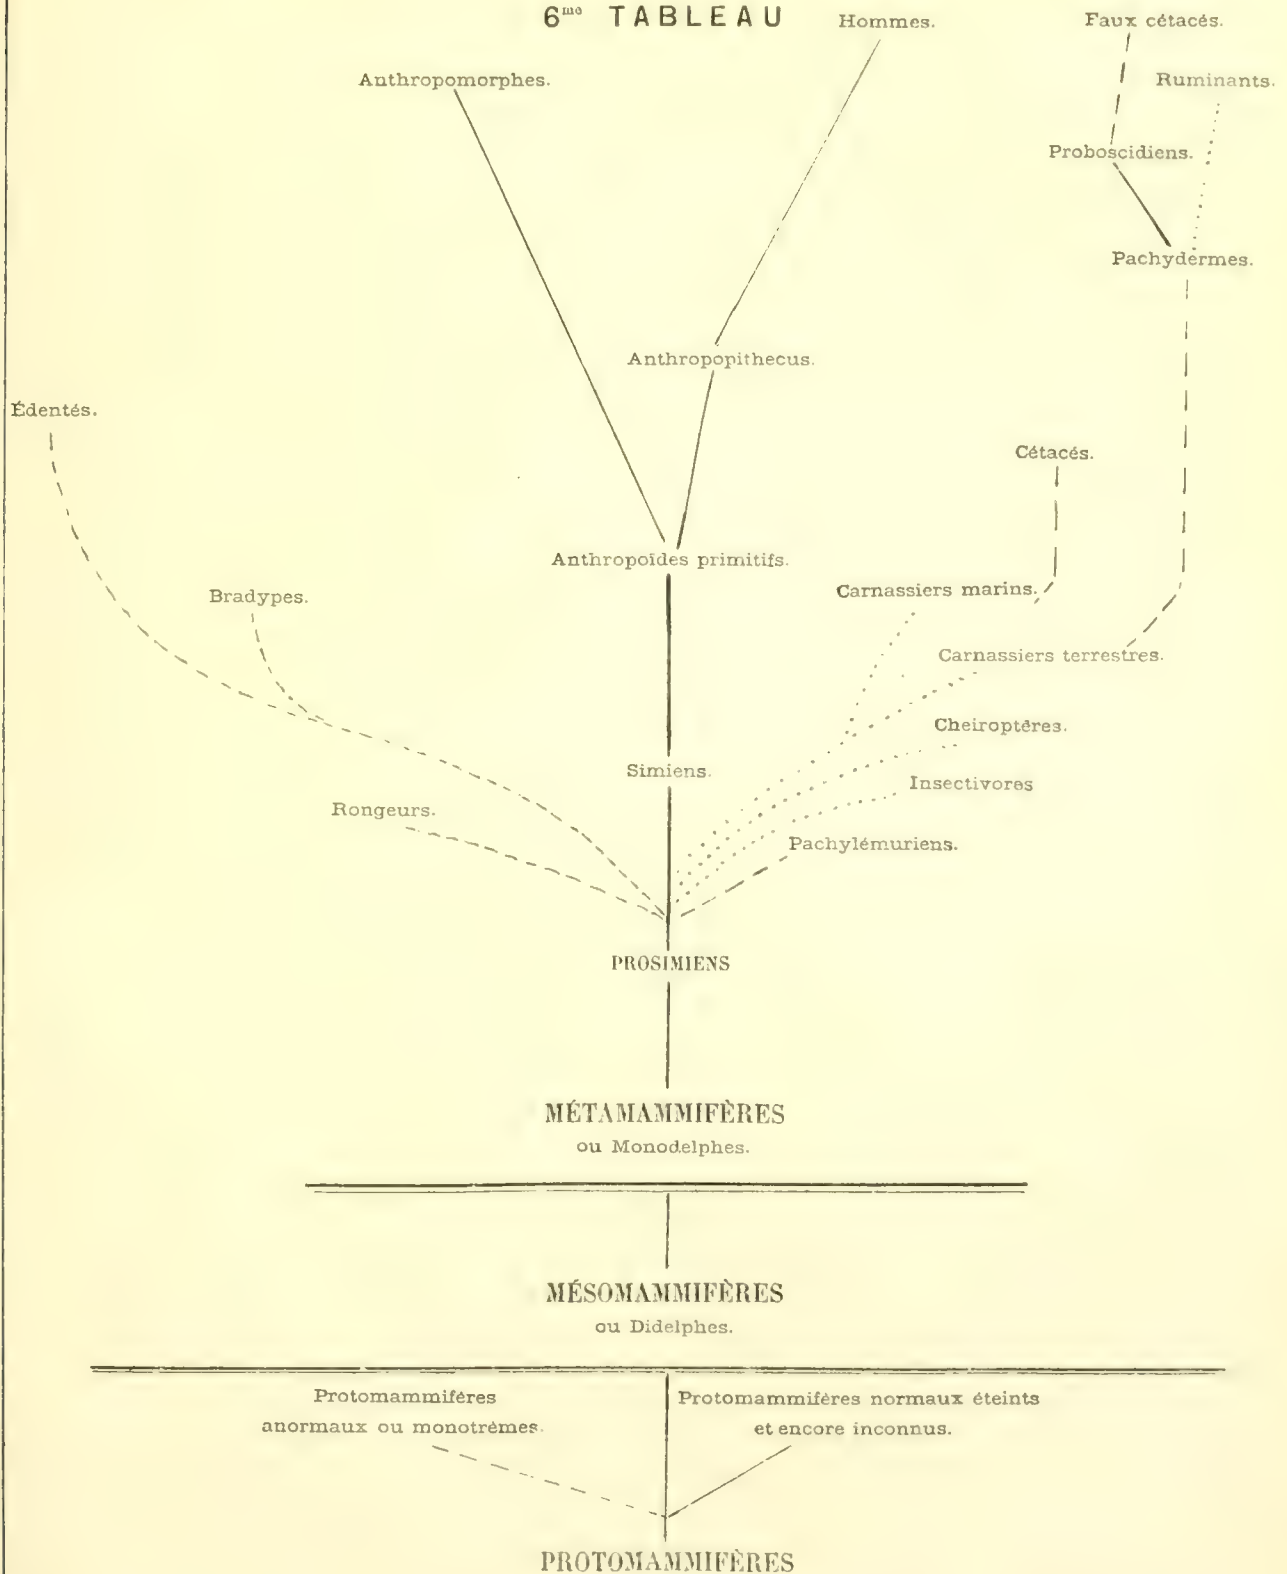 6me TABLEAU
Hommes.
Faux cétacés.
Anthropomorphes.
Ruminants.
Proboscidiens.
Pachydermes.
Anthropopithecus.
Édentés.
Cétacés.
Anthropoïdes primitifs.
Bradypes.
Carnassiers marins.
Carnassiers terrestres.
Cheiroptères.
Simiens.
Insectivores
Rongeurs.
Pachylémuriens.
PROSIMIENS
MÉTAMAMMIFÈRES
ou Monodelphes.
MÉSOMAMMIFÈRES
ou Didelphes.
Protomammifères
anormaux ou monotrèmes.
Protomammifères normaux éteints
et encore inconnus.
PROTOMAMMIFÈRES